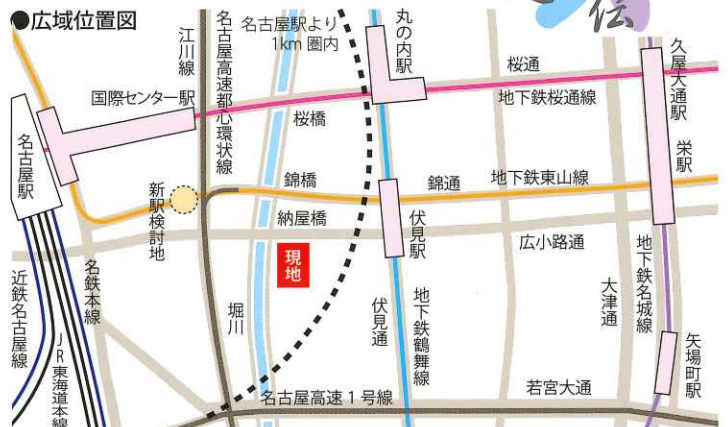 ●広域位置図
伝
江川線
名古屋高速都心環状線
名古屋駅より
1km 圏内
丸の内駅
桜通
久屋大通駅
国際センター駅
地下鉄桜通線
桜橋
名古屋駅
栄駅
新駅検討地
錦橋
錦通
地下鉄東山線
納屋橋
伏見駅
広小路通
現地
近鉄名古屋線
JR東海道本線
名鉄本線
堀川
伏見通
地下鉄鶴舞線
大津通
地下鉄名城線
矢場町駅
名古屋高速1号線
若宮大通